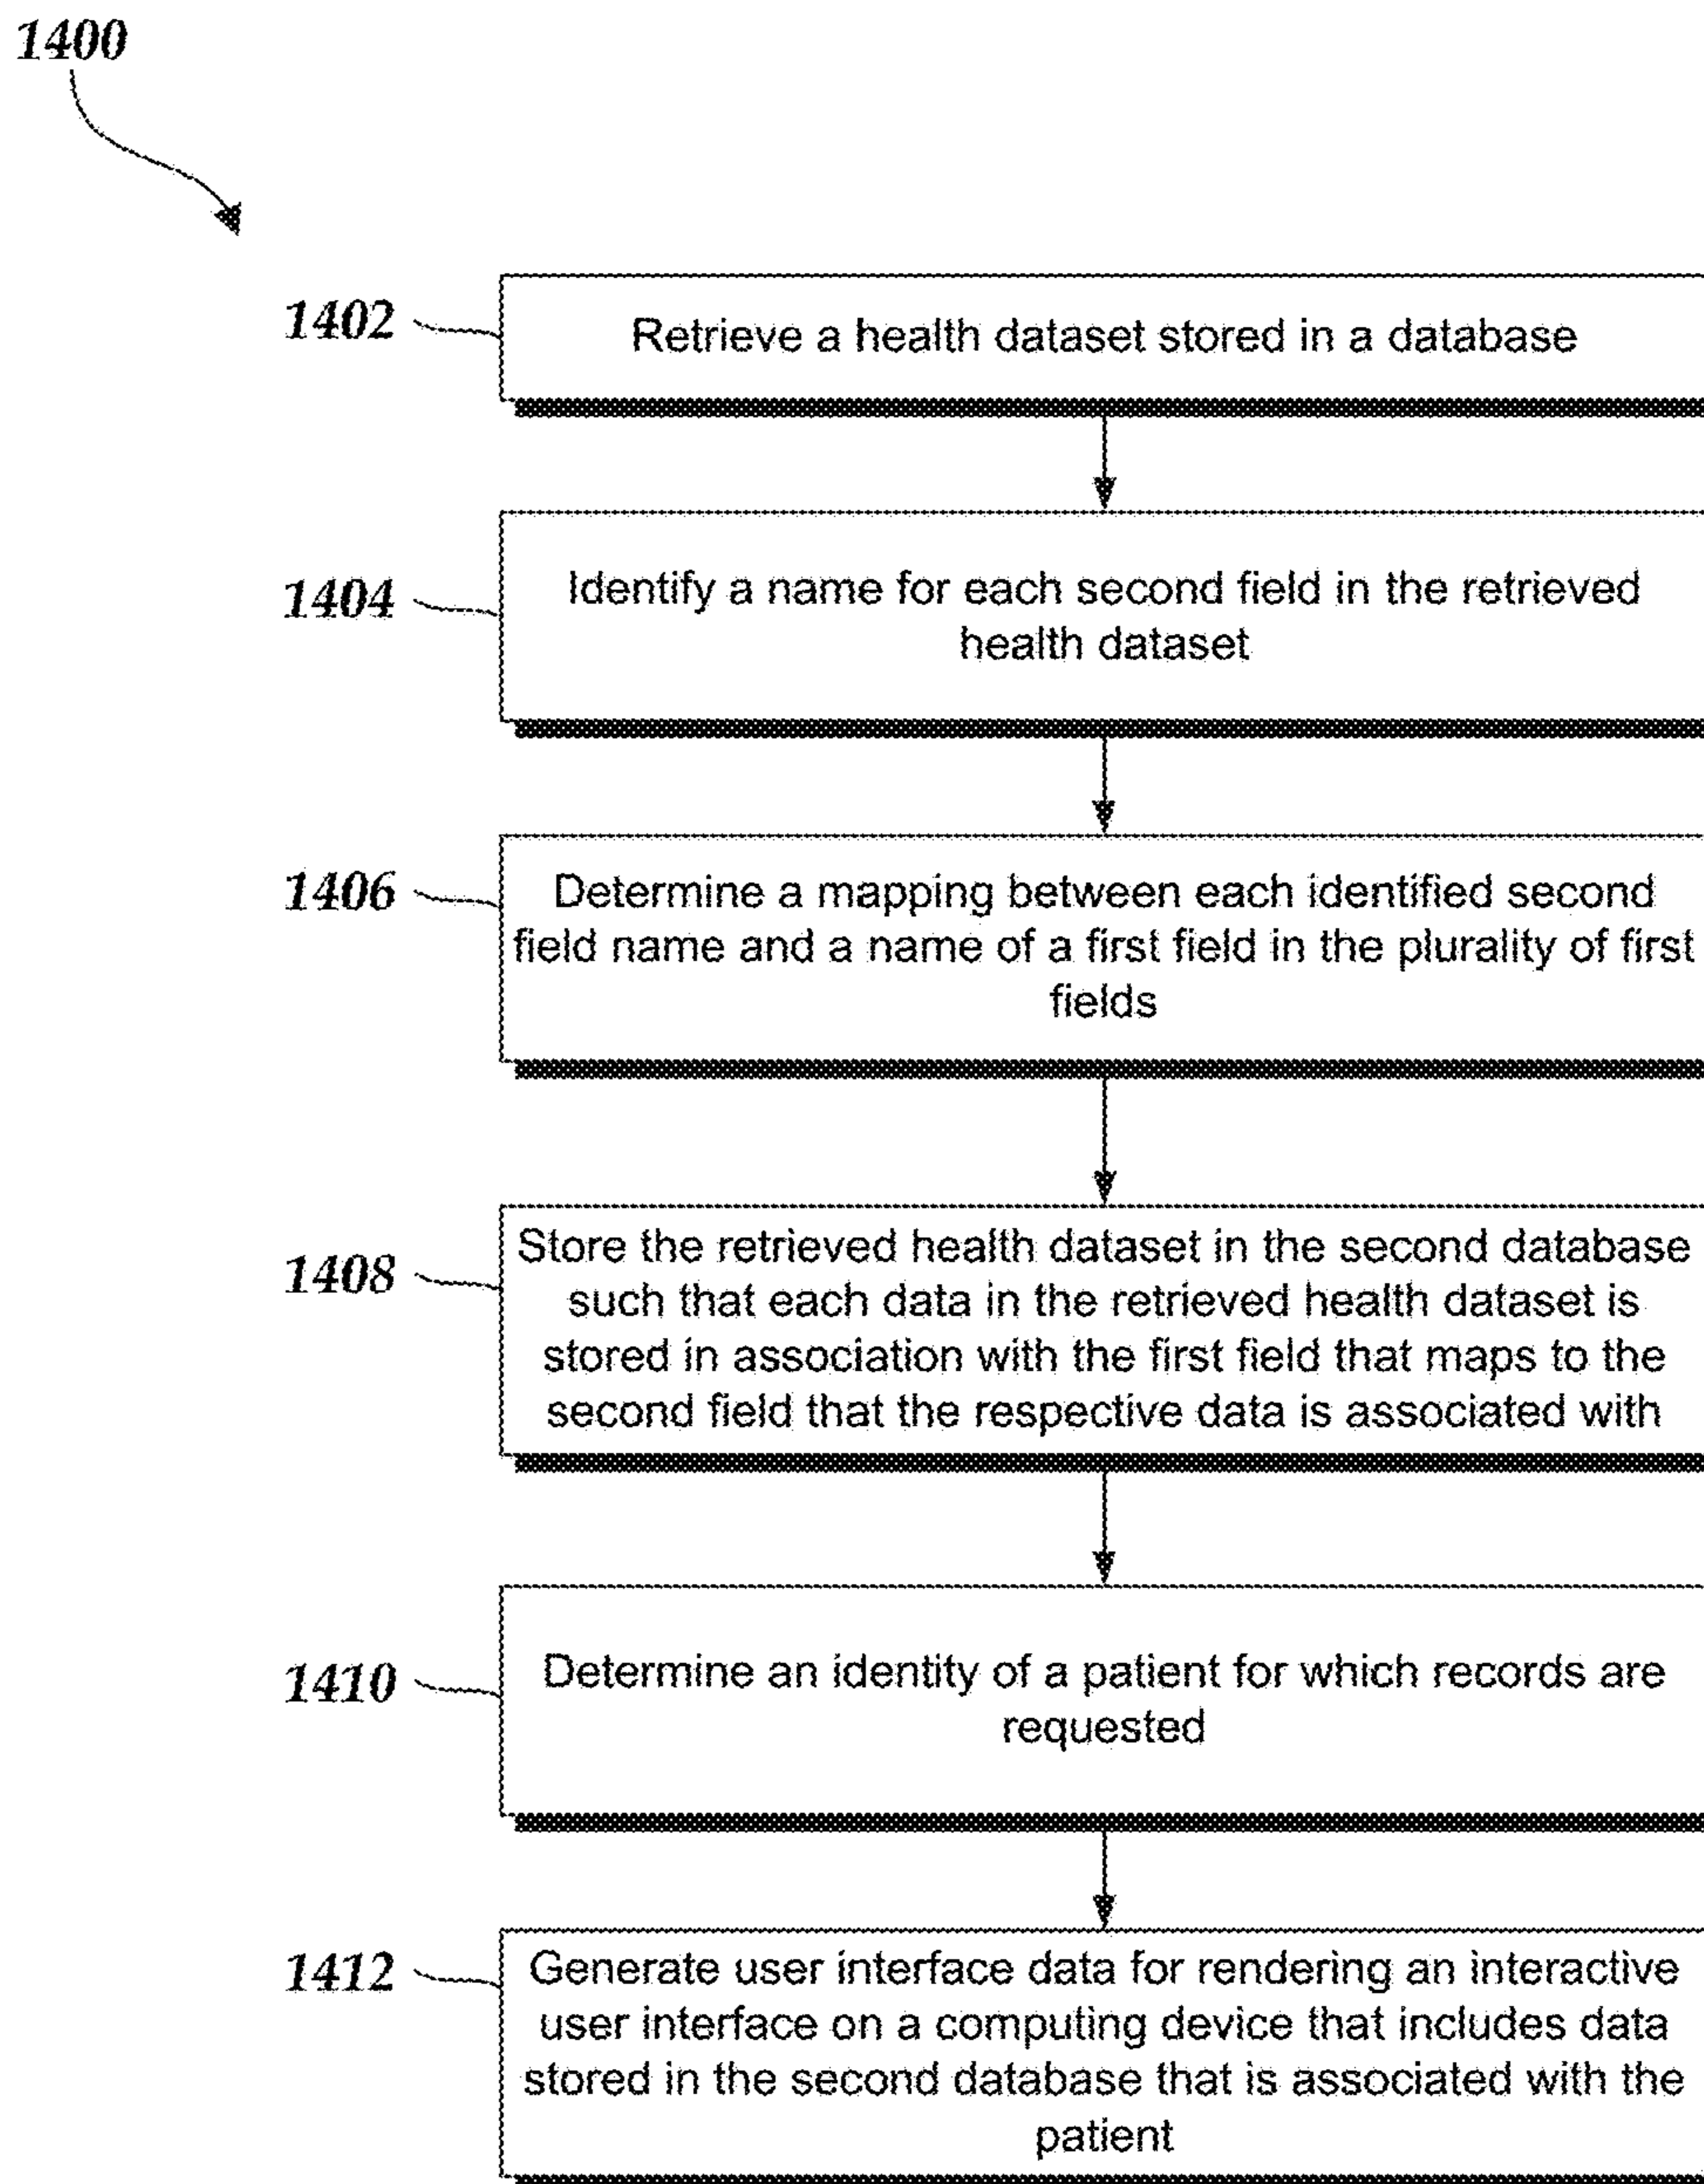 1400
1402
Retrieve a health dataset stored in a database
1404
Identify a name for each second field in the retrieved
health dataset
1406
Determine a mapping between each identified second
field name and a name of a first field in the plurality of first
fields
1408
Store the retrieved health dataset in the second database
such that each data in the retrieved health dataset is
stored in association with the first field that maps to the
second field that the respective data is associated with
1410
Determine an identity of a patient for which records are
requested
1412
Generate user interface data for rendering an interactive
user interface on a computing device that includes data
stored in the second database that is associated with the
patient